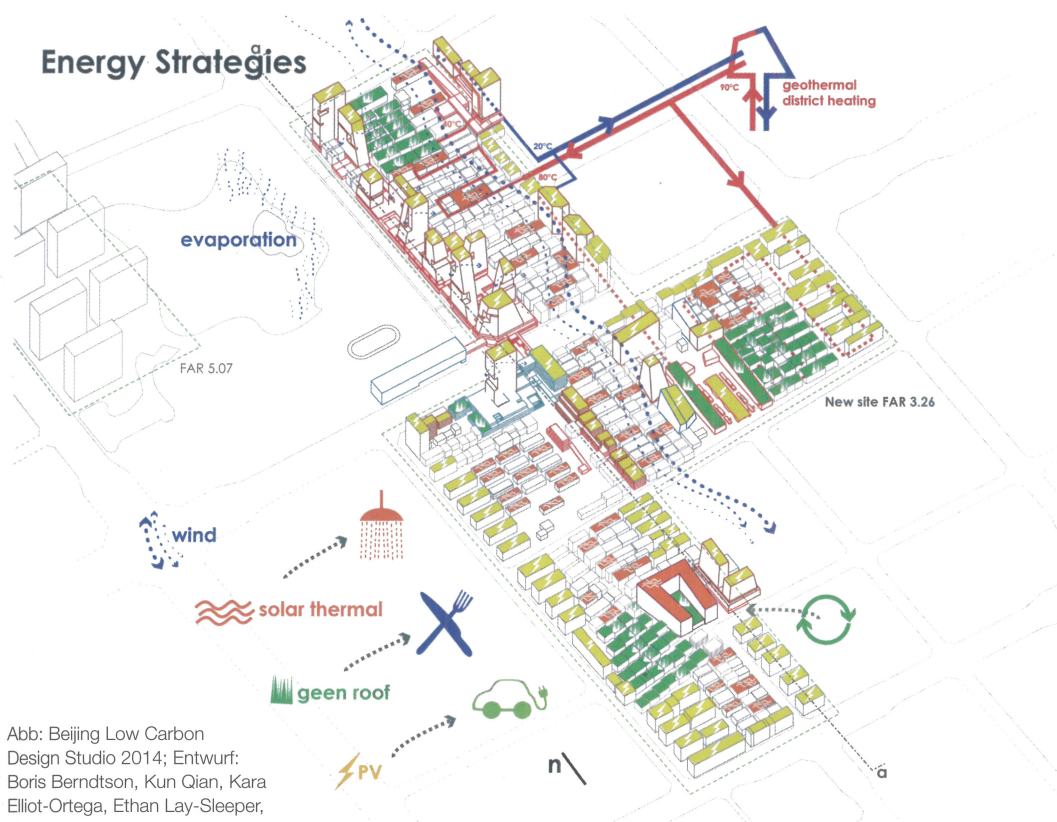 a
Energy Strategies
90°C
geothermal
district heating
20°C
80°C
evaporation
FAR 5.07
New site FAR 3.26
wind
solar thermal
geen roof
PV
n
a
Abb: Beijing Low Carbon
Design Studio 2014; Entwurf:
Boris Berndtson, Kun Qian, Kara
Elliot-Ortega, Ethan Lay-Sleeper,